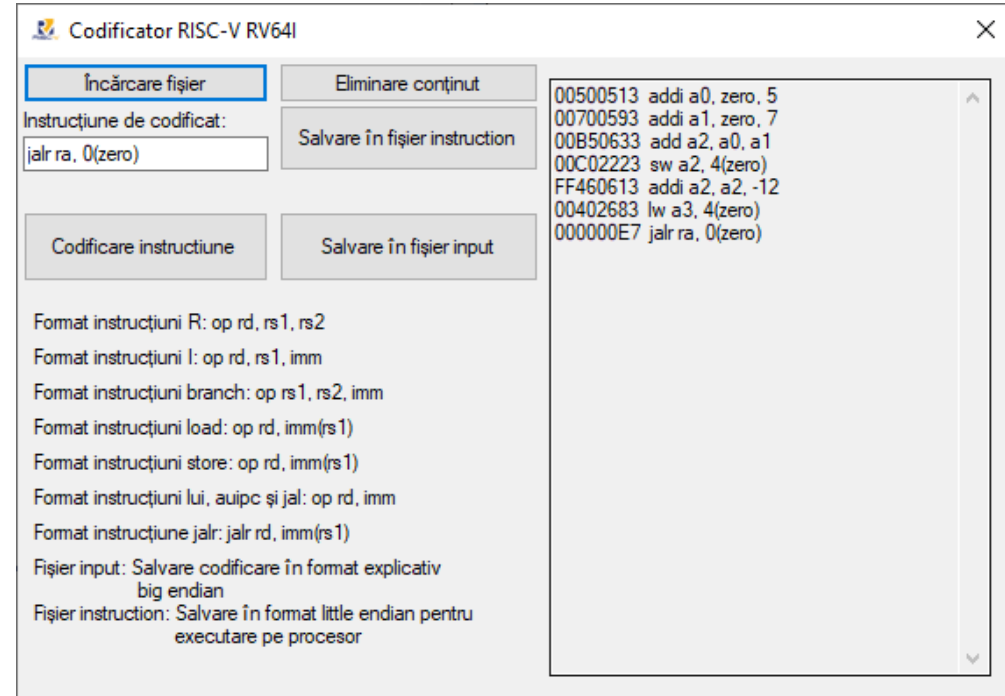 Codificator RISC-V RV64I
Încărcare fișier
Eliminare conținut
Instrucțiune de codificat:
Salvare în fișier instruction
jalr ra, 0(zero)
Codificare instructiune
Salvare în fișier input
Format instrucțiuni R: op rd, rs1, rs2
Format instrucțiuni I: op rd, rs1, imm
Format instrucțiuni branch: op rs1, rs2, imm
Format instrucțiuni load: op rd, imm(rs1)
Format instrucțiuni store: op rd, imm(rs1)
Format instrucțiuni lui, auipc și jal: op rd, imm
Format instrucțiune jalr: jalr rd, imm(rs1)
Fișier input: Salvare codificare în format explicativ
big endian
Fișier instruction: Salvare în format little endian pentru
executare pe procesor
00500513 addi a0, zero, 5
00700593 addi a1, zero, 7
00B50633 add a2, a0, a1
00C02223 sw a2, 4(zero)
FF460613 addi a2, a2, -12
00402683 lw a3, 4(zero)
000000E7 jalr ra, 0(zero)